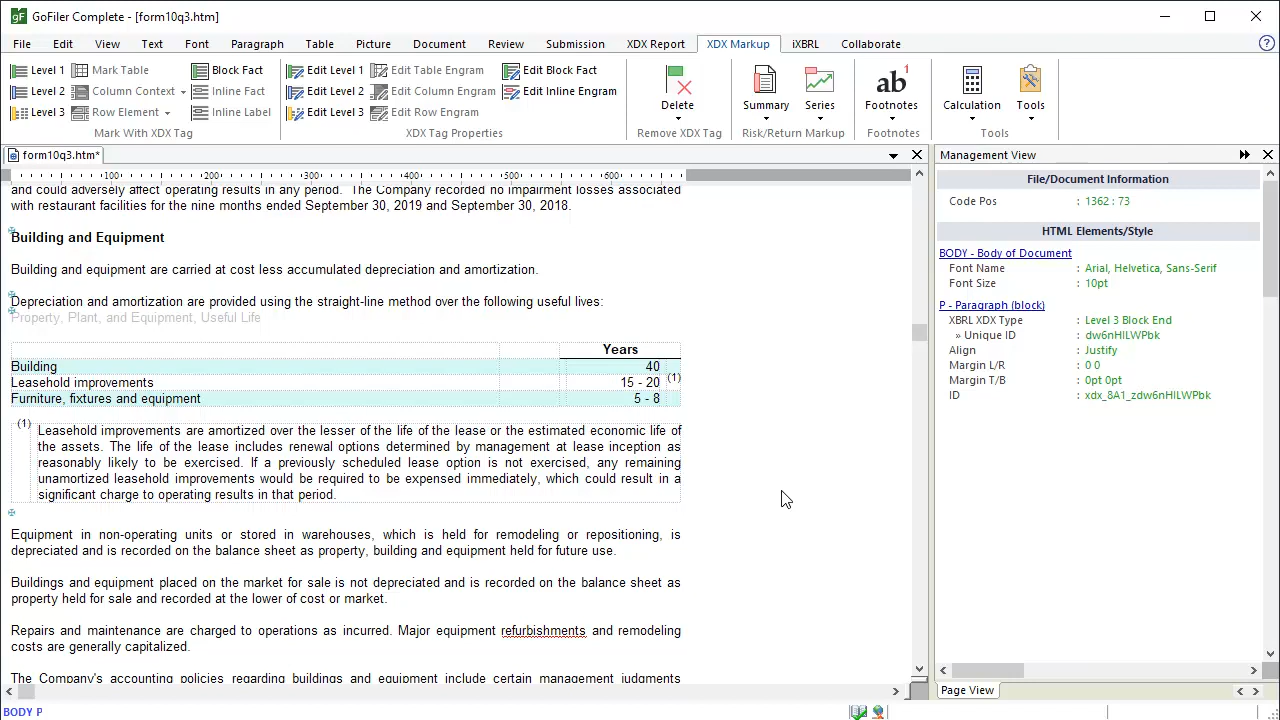 GoFiler Complete - [form10q3.htm]
File Edit View Text Font Paragraph Table Picture Document Review Submission XDX Report XDX Markup iXBRL Collaborate
Level 1 Mark Table Block Fact Edit Level 1 Edit Table Engram Edit Block Fact
Level 2 Column Context Inline Fact Edit Level 2 Edit Column Engram Edit Inline Engram
Level 3 Row Element Inline Label Edit Level 3 Edit Row Engram
Delete Summary Series Footnotes Calculation Tools
Mark With XDX Tag XDX Tag Properties Remove XDX Tag Risk/Return Markup Footnotes Tools
form10q3.htm*
100 200 300 400 500 600
and could adversely affect operating results in any period. The Company recorded no impairment losses associated
with restaurant facilities for the nine months ended September 30, 2019 and September 30, 2018.
Building and Equipment
Building and equipment are carried at cost less accumulated depreciation and amortization.
Depreciation and amortization are provided using the straight-line method over the following useful lives:
Property, Plant, and Equipment, Useful Life
Years
Building 40
Leasehold improvements 15 - 20 (1)
Furniture, fixtures and equipment 5 - 8
(1) Leasehold improvements are amortized over the lesser of the life of the lease or the estimated economic life of
the assets. The life of the lease includes renewal options determined by management at lease inception as
reasonably likely to be exercised. If a previously scheduled lease option is not exercised, any remaining
unamortized leasehold improvements would be required to be expensed immediately, which could result in a
significant charge to operating results in that period.
Equipment in non-operating units or stored in warehouses, which is held for remodeling or repositioning, is
depreciated and is recorded on the balance sheet as property, building and equipment held for future use.
Buildings and equipment placed on the market for sale is not depreciated and is recorded on the balance sheet as
property held for sale and recorded at the lower of cost or market.
Repairs and maintenance are charged to operations as incurred. Major equipment refurbishments and remodeling
costs are generally capitalized.
The Company's accounting policies regarding buildings and equipment include certain management judgments
Management View
File/Document Information
Code Pos : 1362 : 73
HTML Elements/Style
BODY - Body of Document
Font Name : Arial, Helvetica, Sans-Serif
Font Size : 10pt
P - Paragraph (block)
XBRL XDX Type : Level 3 Block End
» Unique ID : dw6nHILWPbk
Align : Justify
Margin L/R : 0 0
Margin T/B : 0pt 0pt
ID : xdx_8A1_zdw6nHILWPbk
Page View
BODY P